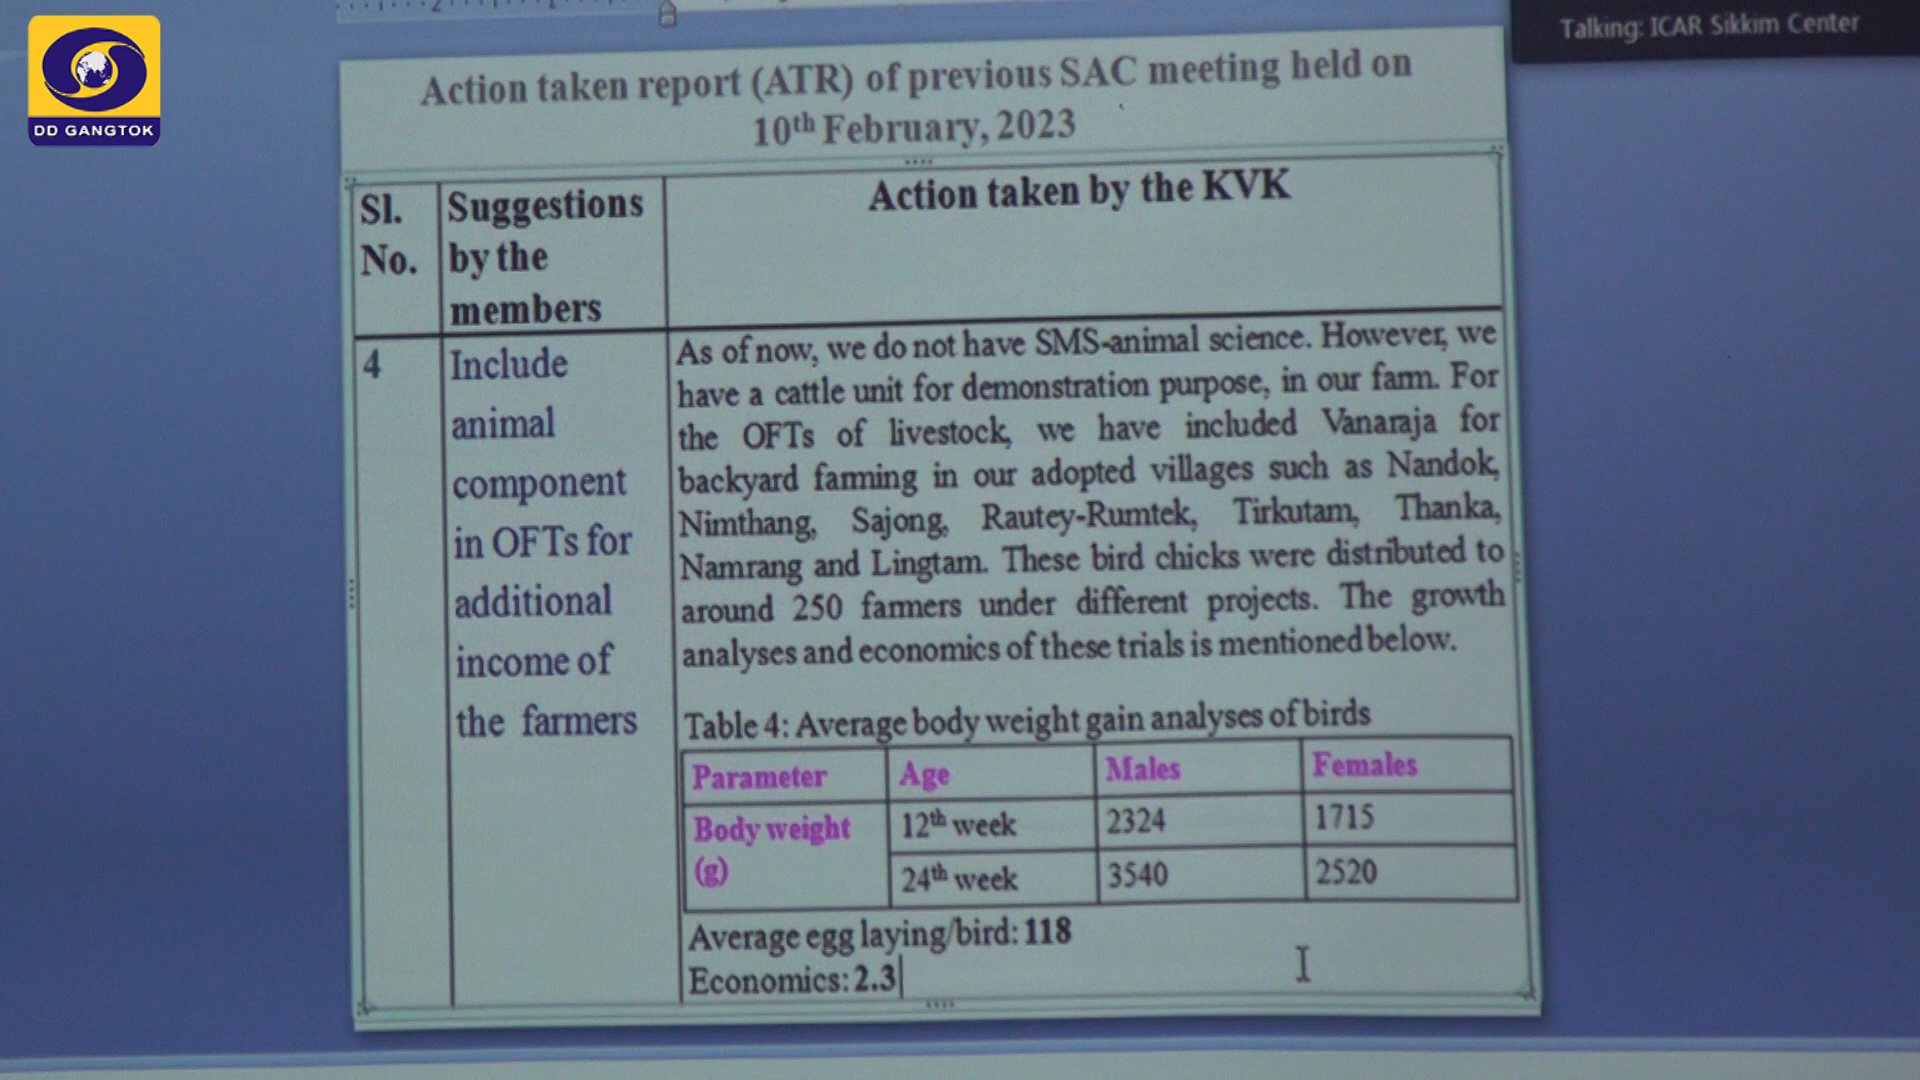 DD GANGTOK
Talking: ICAR Sikkim Center
Action taken report (ATR) of previous SAC meeting held on
10th February, 2023
Sl.
No.
Suggestions
by the
members
Action taken by the KVK
4
Include
animal
component
in OFTs for
additional
income of
the farmers
As of now, we do not have SMS-animal science. However, we
have a cattle unit for demonstration purpose, in our farm. For
the OFTs of livestock, we have included Vanaraja for
backyard farming in our adopted villages such as Nandok,
Nimthang, Sajong, Rautey-Rumtek, Tirkutam, Thanka,
Namrang and Lingtam. These bird chicks were distributed to
around 250 farmers under different projects. The growth
analyses and economics of these trials is mentioned below.
Table 4: Average body weight gain analyses of birds
Parameter Age Males Females
Body weight
(g)
12th week 2324 1715
24th week 3540 2520
Average egg laying/bird: 118
Economics: 2.3